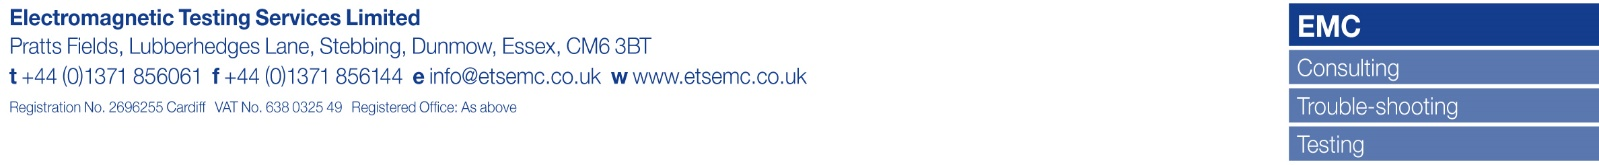 Electromagnetic Testing Services Limited
Pratts Fields, Lubberhedges Lane, Stebbing, Dunmow, Essex, CM6 3BT
t +44 (0)1371 856061 f +44 (0)1371 856144 e info@etsemc.co.uk w www.etsemc.co.uk
Registration No. 2696255 Cardiff VAT No. 638 0325 49 Registered Office: As above
EMC
Consulting
Trouble-shooting
Testing